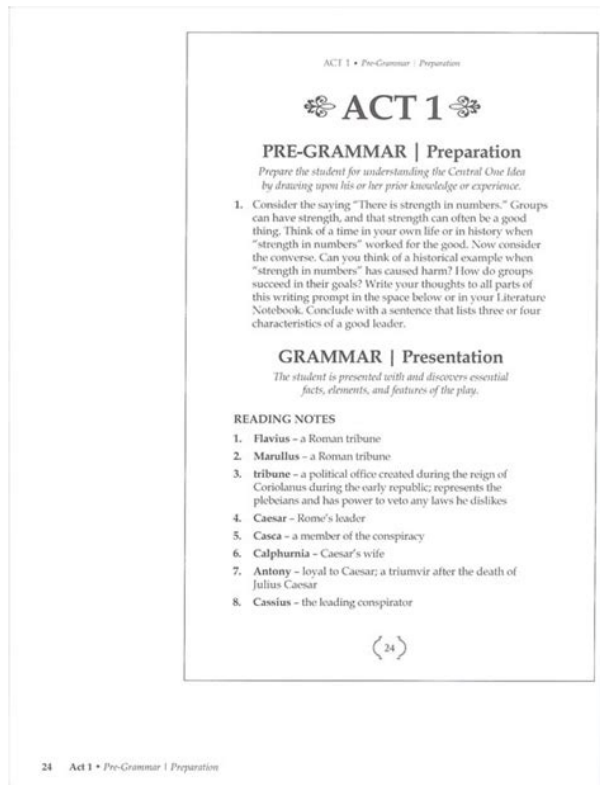 ACT 1 • Pre-Grammar | Preparation
ACT 1
PRE-GRAMMAR | Preparation
Prepare the student for understanding the Central One Idea
by drawing upon his or her prior knowledge or experience.
1. Consider the saying "There is strength in numbers." Groups
can have strength, and that strength can often be a good
thing. Think of a time in your own life or in history when
"strength in numbers" worked for the good. Now consider
the converse. Can you think of a historical example when
"strength in numbers" has caused harm? How do groups
succeed in their goals? Write your thoughts to all parts of
this writing prompt in the space below or in your Literature
Notebook. Conclude with a sentence that lists three or four
characteristics of a good leader.
GRAMMAR | Presentation
The student is presented with and discovers essential
facts, elements, and features of the play.
READING NOTES
1. Flavius – a Roman tribune
2. Marullus – a Roman tribune
3. tribune – a political office created during the reign of
Coriolanus during the early republic; represents the
plebeians and has power to veto any laws he dislikes
4. Caesar – Rome's leader
5. Casca – a member of the conspiracy
6. Calphurnia – Caesar's wife
7. Antony – loyal to Caesar; a triumvir after the death of
Julius Caesar
8. Cassius – the leading conspirator
24
24 Act 1 • Pre-Grammar | Preparation